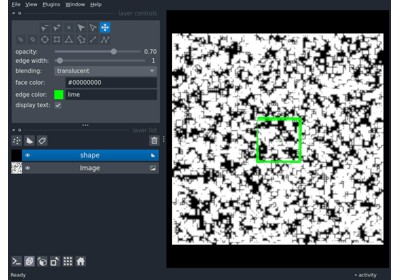 File View Plugins Window Help
layer controls
opacity: 0.70
edge width: 1
blending: translucent
face color: #00000000
edge color: lime
display text:
layer list
shape
Image
Ready
activity